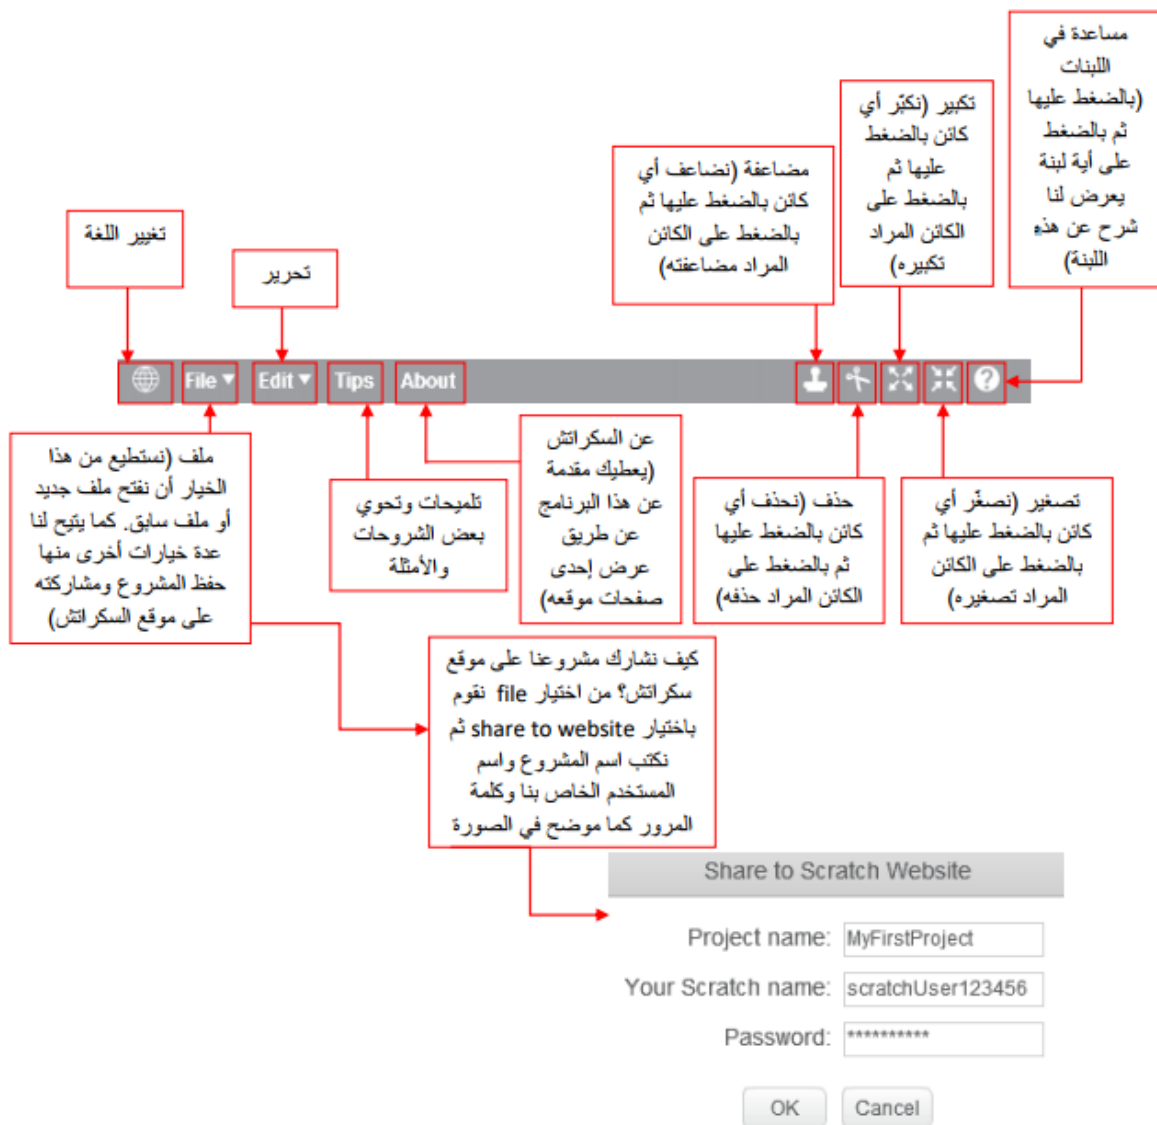 مساعدة في
اللبنات
(بالضغط عليها
ثم بالضغط
على أية لبنة
يعرض لنا
شرح عن هذه
اللبنة)
تكبير (نكبّر أي
كائن بالضغط
عليها ثم
بالضغط على
الكائن المراد
تكبيره)
مضاعفة (نضاعف أي
كائن بالضغط عليها ثم
بالضغط على الكائن
المراد مضاعفته)
تغيير اللغة
تحرير
File Edit Tips About
ملف (نستطيع من هذا
الخيار أن نفتح ملف جديد
أو ملف سابق. كما يتيح لنا
عدة خيارات أخرى منها
حفظ المشروع ومشاركته
على موقع السكراتش)
تلميحات وتحوي
بعض الشروحات
والأمثلة
عن السكراتش
(يعطيك مقدمة
عن هذا البرنامج
عن طريق
عرض إحدى
صفحات موقعه)
حذف (نحذف أي
كائن بالضغط عليها
ثم بالضغط على
الكائن المراد حذفه)
تصغير (نصغّر أي
كائن بالضغط عليها ثم
بالضغط على الكائن
المراد تصغيره)
كيف نشارك مشروعنا على موقع
سكراتش؟ من اختيار file نقوم
باختيار share to website ثم
نكتب اسم المشروع واسم
المستخدم الخاص بنا وكلمة
المرور كما موضح في الصورة
Share to Scratch Website
Project name: MyFirstProject
Your Scratch name: scratchUser123456
Password: **********
OK Cancel